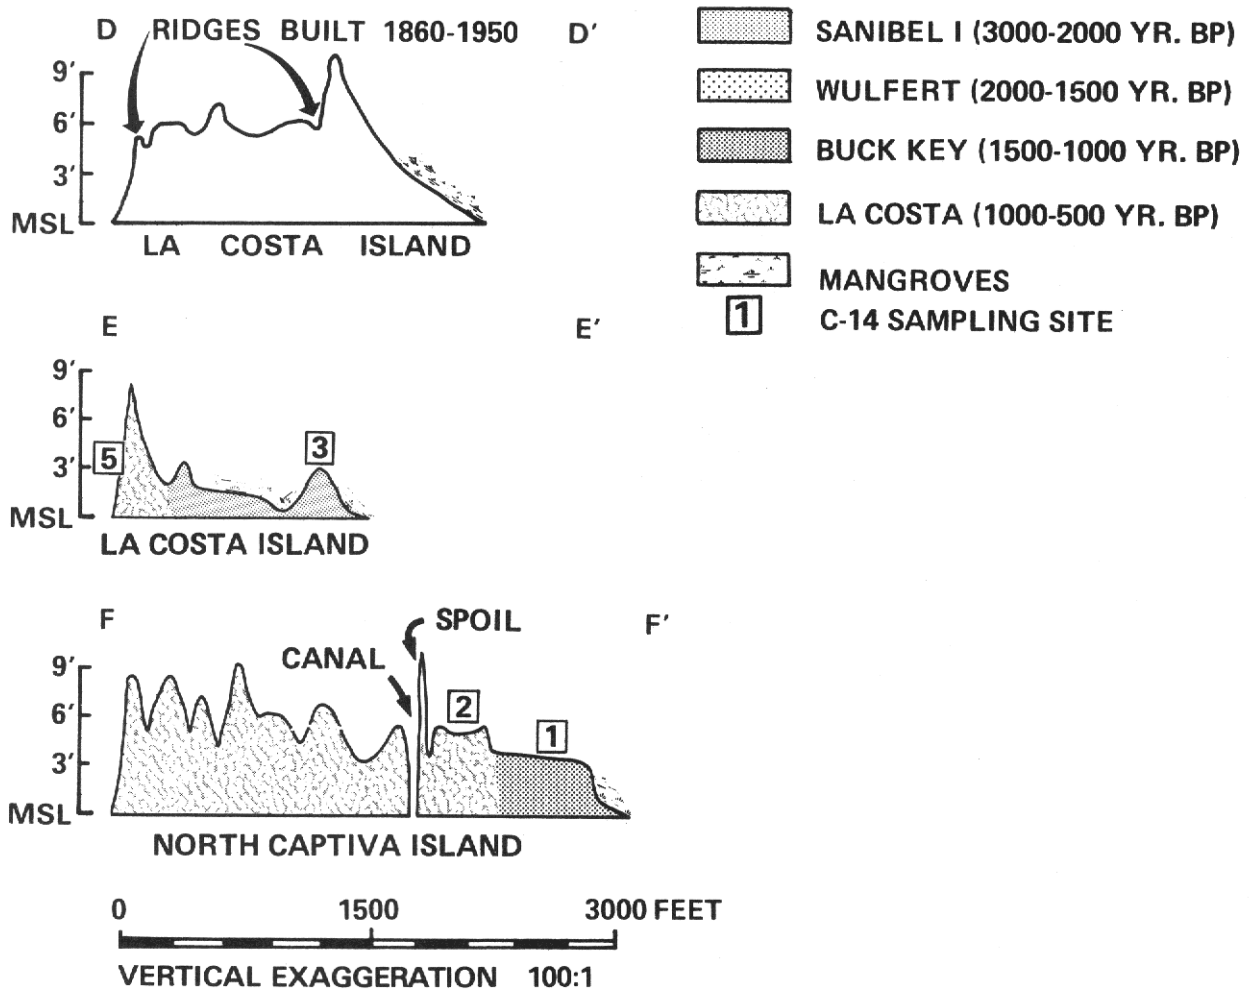 D RIDGES BUILT 1860-1950 D'
9'
6'
3'
MSL
LA COSTA ISLAND
SANIBEL I (3000-2000 YR. BP)
WULFERT (2000-1500 YR. BP)
BUCK KEY (1500-1000 YR. BP)
LA COSTA (1000-500 YR. BP)
MANGROVES
1 C-14 SAMPLING SITE
E E'
9'
6'
5 3' 3
MSL
LA COSTA ISLAND
F F'
SPOIL
CANAL
9'
6' 2
3' 1
MSL
NORTH CAPTIVA ISLAND
0 1500 3000 FEET
VERTICAL EXAGGERATION 100:1